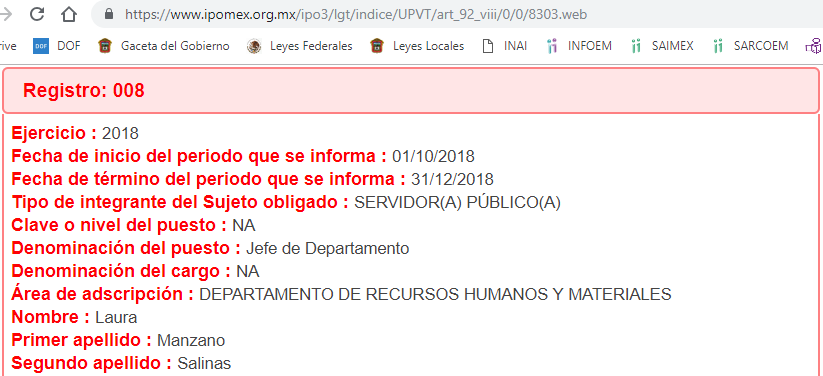 https://www.ipomex.org.mx/ipo3/lgt/indice/UPVT/art_92_viii/0/0/8303.web
rive DOF DOF Gaceta del Gobierno Leyes Federales Leyes Locales INAI INFOEM SAIMEX SARCOEM
Registro: 008
Ejercicio : 2018
Fecha de inicio del periodo que se informa : 01/10/2018
Fecha de término del periodo que se informa : 31/12/2018
Tipo de integrante del Sujeto obligado : SERVIDOR(A) PÚBLICO(A)
Clave o nivel del puesto : NA
Denominación del puesto : Jefe de Departamento
Denominación del cargo : NA
Área de adscripción : DEPARTAMENTO DE RECURSOS HUMANOS Y MATERIALES
Nombre : Laura
Primer apellido : Manzano
Segundo apellido : Salinas